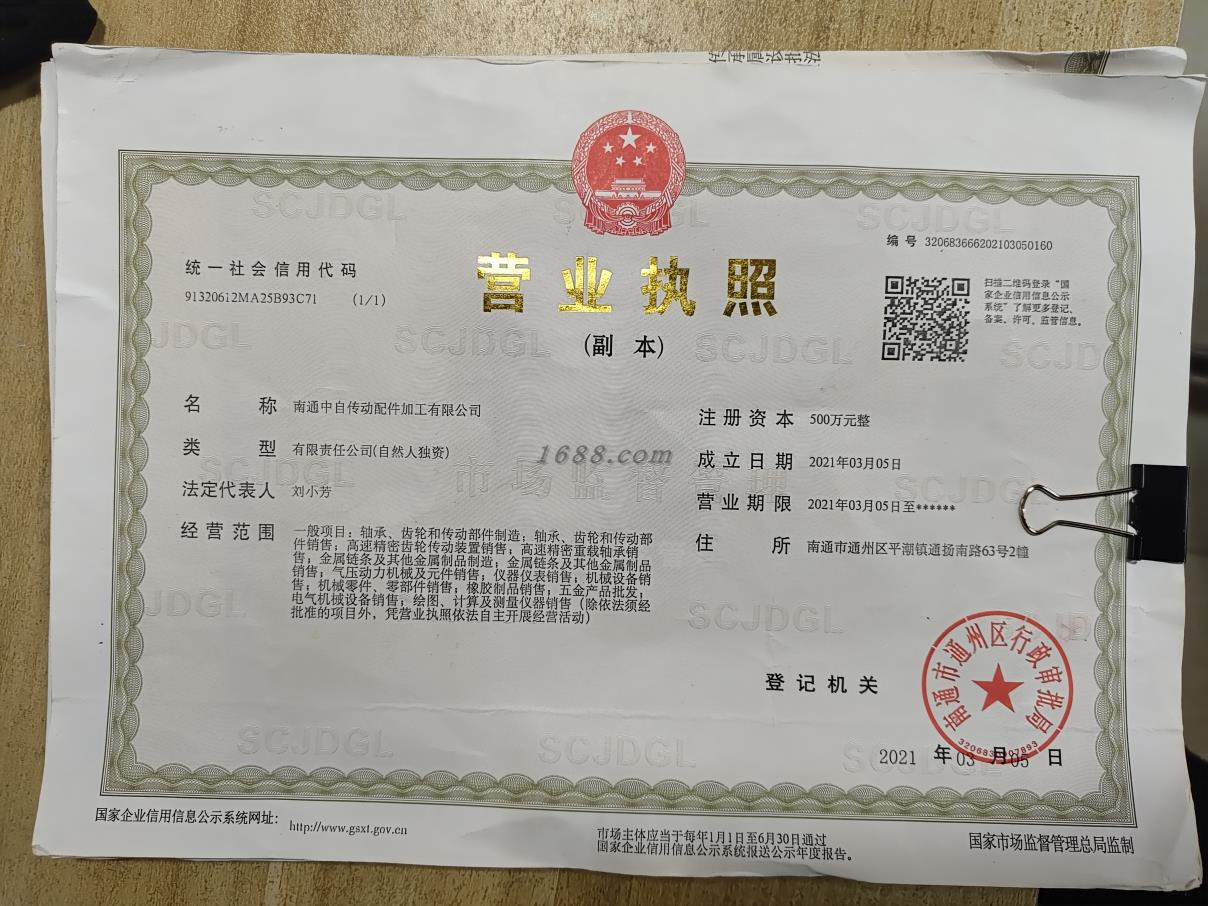 编号 320683666202103050160
统一社会信用代码
91320612MA25B93C71 (1/1)
营业执照
(副 本)
扫描二维码登录“国
家企业信用信息公示
系统”了解更多登记、
备案、许可、监管信息。
名 称 南通中自传动配件加工有限公司
类 型 有限责任公司(自然人独资)
法定代表人 刘小芳
经营范围 一般项目：轴承、齿轮和传动部件制造；轴承、齿轮和传动部
件销售；高速精密齿轮传动装置销售；高速精密重载轴承销
售；金属链条及其他金属制品制造；金属链条及其他金属制品
销售；气压动力机械及元件销售；仪器仪表销售；机械设备销
售；机械零件、零部件销售；橡胶制品销售；五金产品批发；
电气机械设备销售；绘图、计算及测量仪器销售（除依法须经
批准的项目外，凭营业执照依法自主开展经营活动）
注册资本 500万元整
成立日期 2021年03月05日
营业期限 2021年03月05日至******
住 所 南通市通州区平潮镇通扬南路63号2幢
1688.com
市场监督管理
SCJDGL
登记机关
南通市通州区行政审批局
2021 年 03 月 05 日
国家企业信用信息公示系统网址：
http://www.gsxt.gov.cn
市场主体应当于每年1月1日至6月30日通过
国家企业信用信息公示系统报送公示年度报告。
国家市场监督管理总局监制